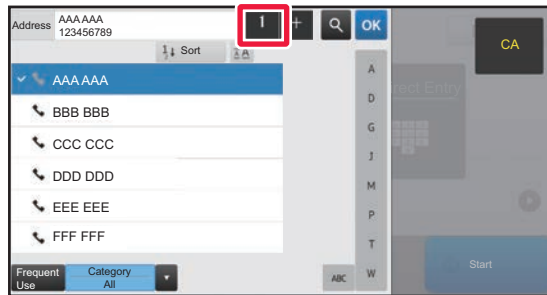 Address AAA AAA
123456789
1
+
OK
CA
Sort
AAA AAA
BBB BBB
CCC CCC
DDD DDD
EEE EEE
FFF FFF
A
D
G
J
M
P
T
W
rect Entry
Frequent
Use
Category
All
ABC
Start